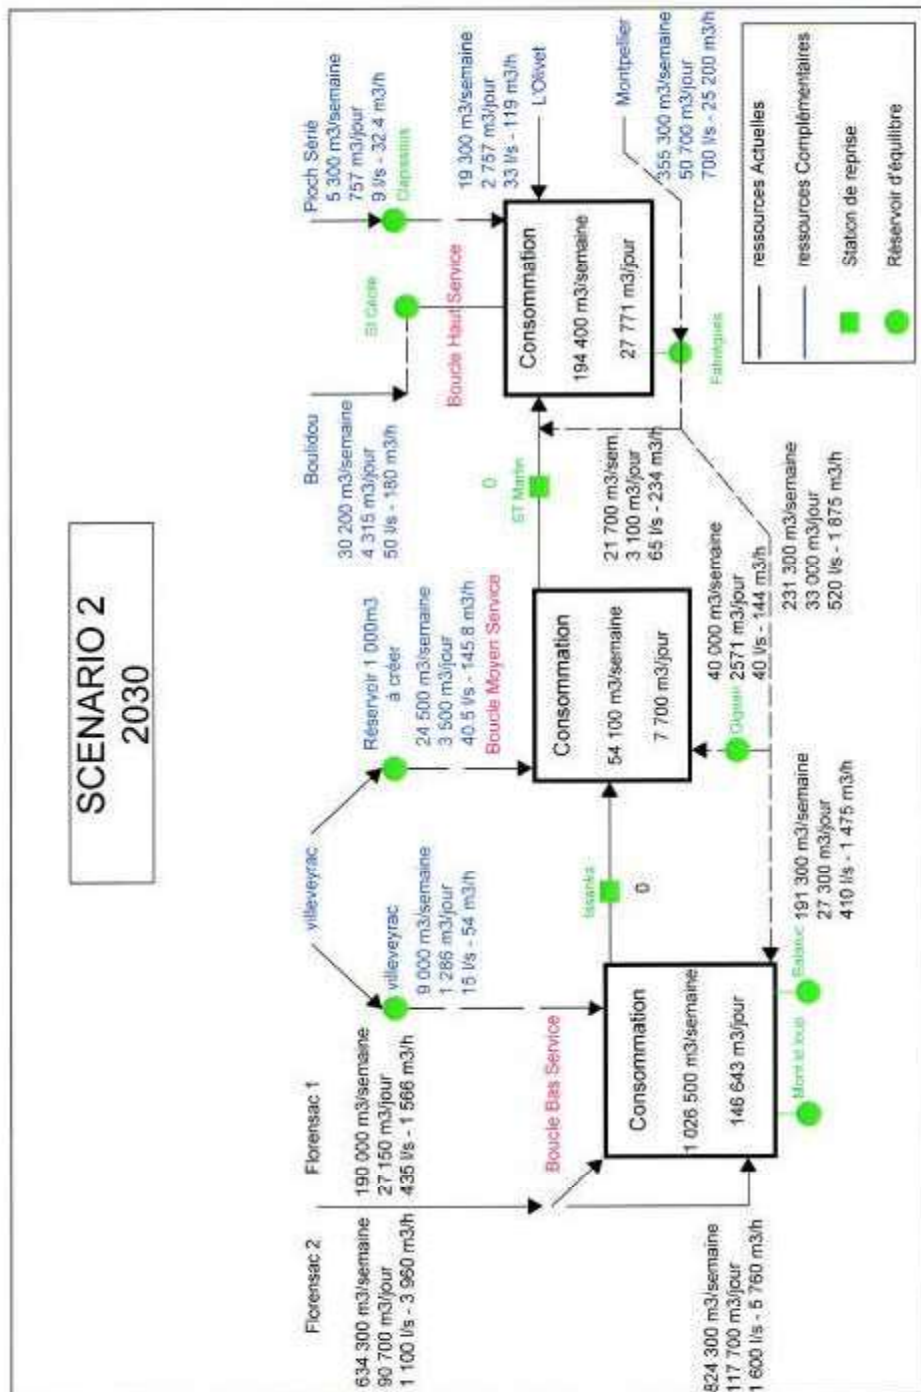 SCENARIO 2
2030
Florensac 2
634 300 m3/semaine
90 700 m3/jour
1 100 l/s - 3 960 m3/h
Florensac 1
190 000 m3/semaine
27 150 m3/jour
435 l/s - 1 566 m3/h
824 300 m3/semaine
117 700 m3/jour
1 600 l/s - 5 760 m3/h
villeveyrac
villeveyrac
9 000 m3/semaine
1 286 m3/jour
15 l/s - 54 m3/h
Boucle Bas Service
Consommation
1 026 500 m3/semaine
146 643 m3/jour
Mont le loub
Balaruc
191 300 m3/semaine
27 300 m3/jour
410 l/s - 1 475 m3/h
Issanka -
0
Réservoir 1 000m3
à créer
24 500 m3/semaine
3 500 m3/jour
40.5 l/s - 145.8 m3/h
Boucle Moyen Service
Consommation
54 100 m3/semaine
7 700 m3/jour
Gigean
40 000 m3/semaine
2571 m3/jour
40 l/s - 144 m3/h
0
ST Martin
21 700 m3/sem.
3 100 m3/jour
65 l/s - 234 m3/h
231 300 m3/semaine
33 000 m3/jour
520 l/s - 1 875 m3/h
Boulidou
30 200 m3/semaine
4 315 m3/jour
50 l/s - 180 m3/h
St Cécile
Boucle Haut Service
Pioch Sérié
5 300 m3/semaine
757 m3/jour
9 l/s - 32.4 m3/h
Clapissous
Consommation
194 400 m3/semaine
27 771 m3/jour
19 300 m3/semaine
2 757 m3/jour
33 l/s - 119 m3/h
L'Olivet
Fabrègues
Montpellier
355 300 m3/semaine
50 700 m3/jour
700 l/s - 25 200 m3/h
ressources Actuelles
ressources Complémentaires
Station de reprise
Réservoir d'équilibre